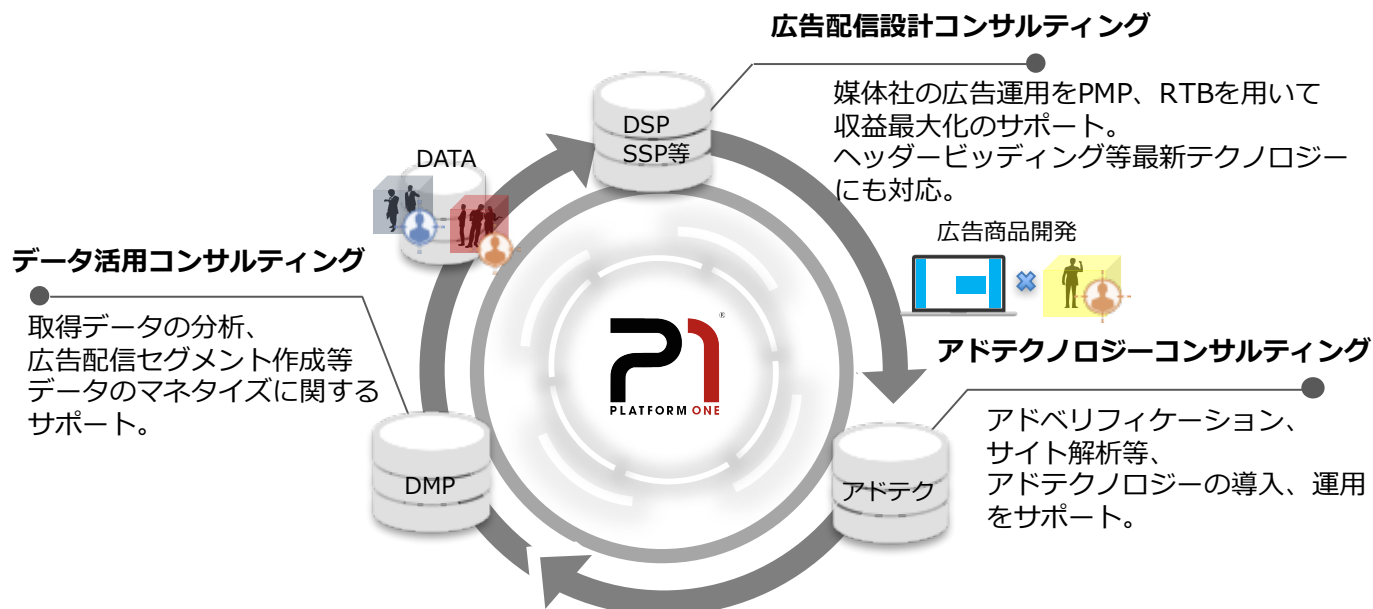 広告配信設計コンサルティング
媒体社の広告運用をPMP、RTBを用いて
収益最大化のサポート。
ヘッダービッディング等最新テクノロジー
にも対応。
DSP
SSP等
DATA
広告商品開発
データ活用コンサルティング
取得データの分析、
広告配信セグメント作成等
データのマネタイズに関する
サポート。
P1
®
PLATFORM ONE
アドテクノロジーコンサルティング
アドベリフィケーション、
サイト解析等、
アドテクノロジーの導入、運用
をサポート。
DMP
アドテク